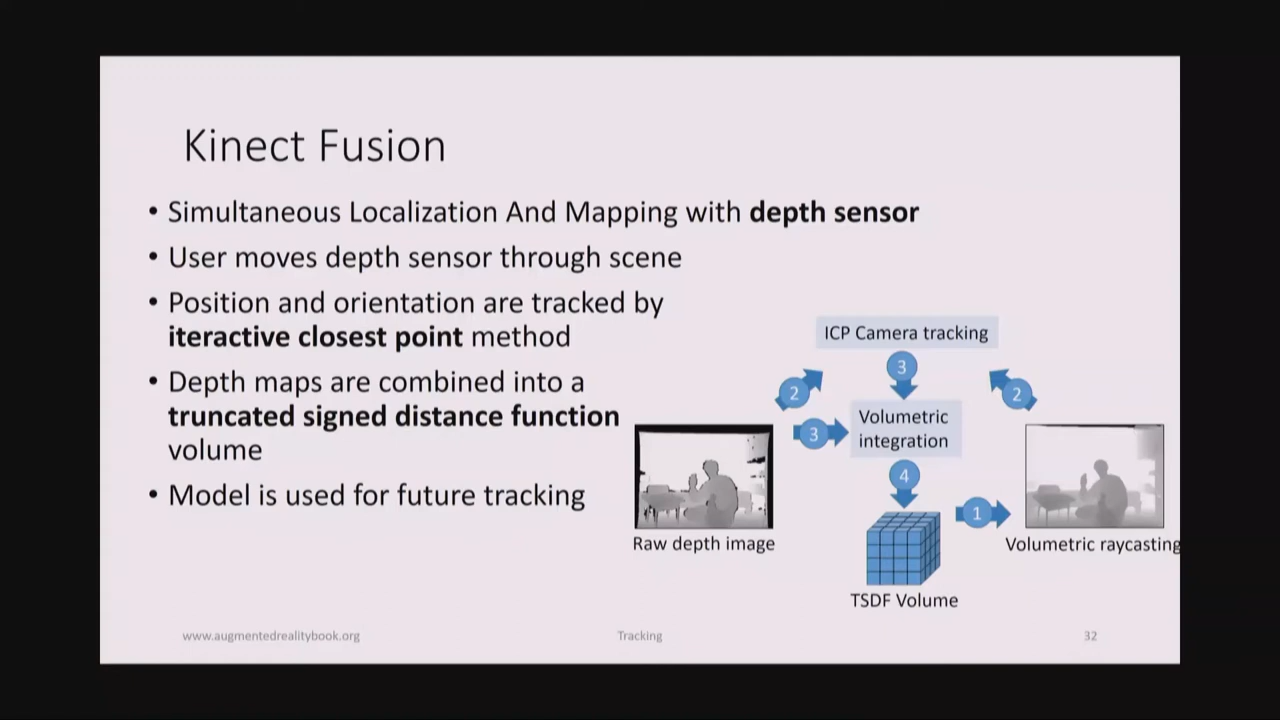 Kinect Fusion
• Simultaneous Localization And Mapping with depth sensor
• User moves depth sensor through scene
• Position and orientation are tracked by
iteractive closest point method
• Depth maps are combined into a
truncated signed distance function
volume
• Model is used for future tracking
ICP Camera tracking
2
3
2
3
Volumetric
integration
4
1
Raw depth image
Volumetric raycasting
TSDF Volume
www.augmentedrealitybook.org
Tracking
32